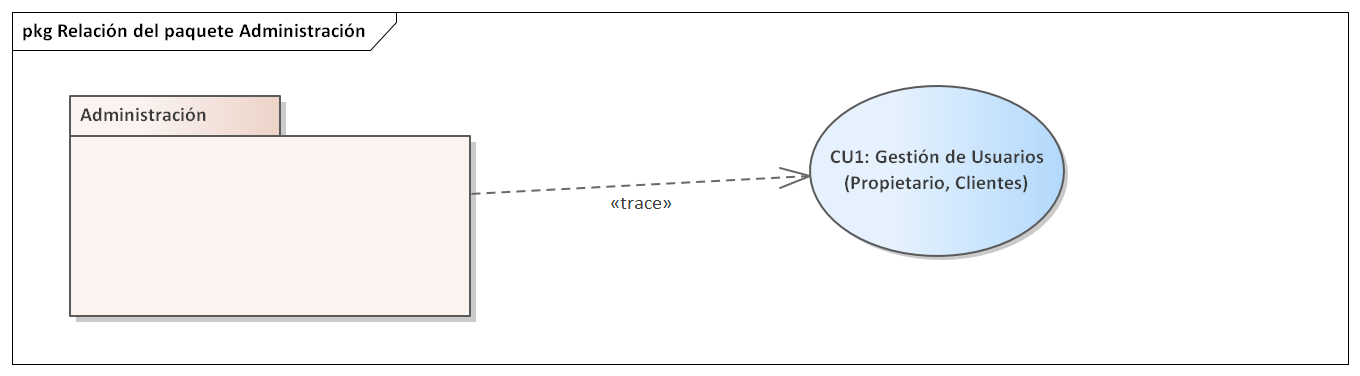 pkg Relación del paquete Administración
Administración
CU1: Gestión de Usuarios
(Propietario, Clientes)
«trace»